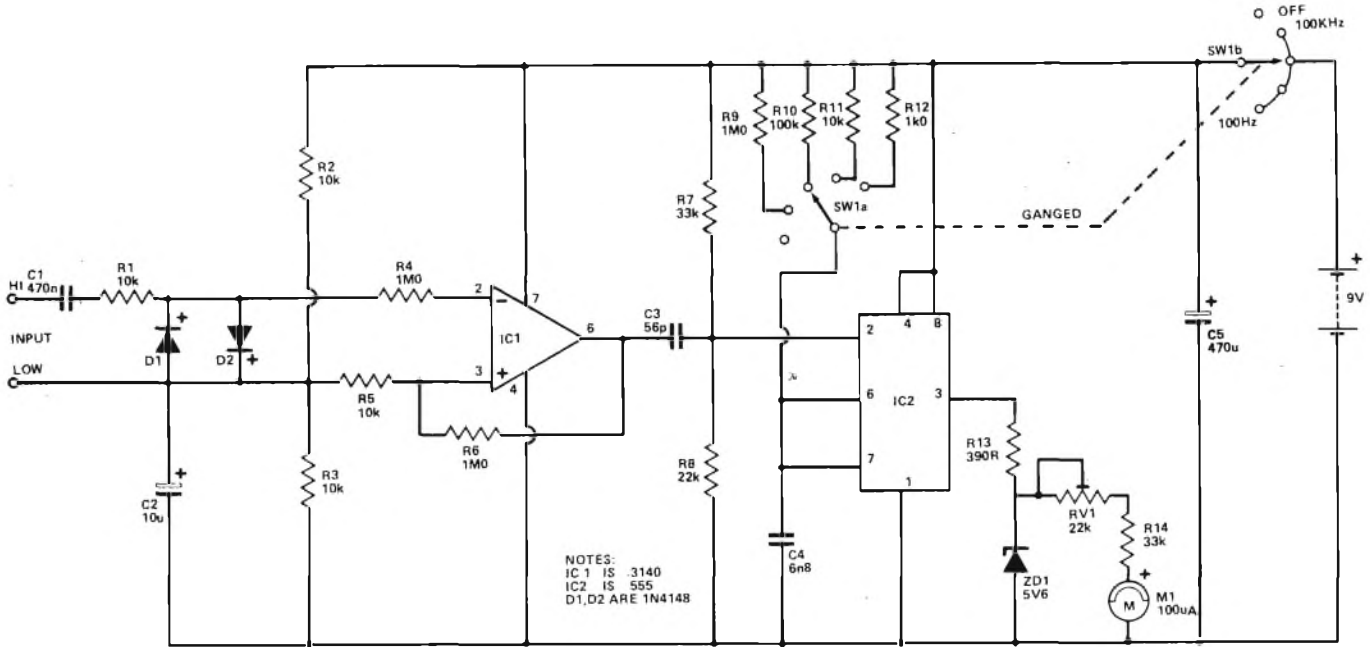 OFF
100KHz
SW1b
100Hz
R9
1M0
R10
100k
R11
10k
R12
1k0
R2
10k
R7
33k
SW1a
GANGED
HI
C1
470n
R1
10k
R4
1M0
2
−
7
IC1
6
C3
56p
2
4
8
+
9V
+
C5
470u
INPUT
+
D1
D2
+
LOW
R5
10k
3
+
4
R6
1M0
6
IC2
3
7
1
R13
390R
R8
22k
R3
10k
+
C2
10u
RV1
22k
R14
33k
C4
6n8
ZD1
5V6
+
M
M1
100uA
NOTES:
IC 1 IS .3140
IC2 IS 555
D1,D2 ARE 1N4148